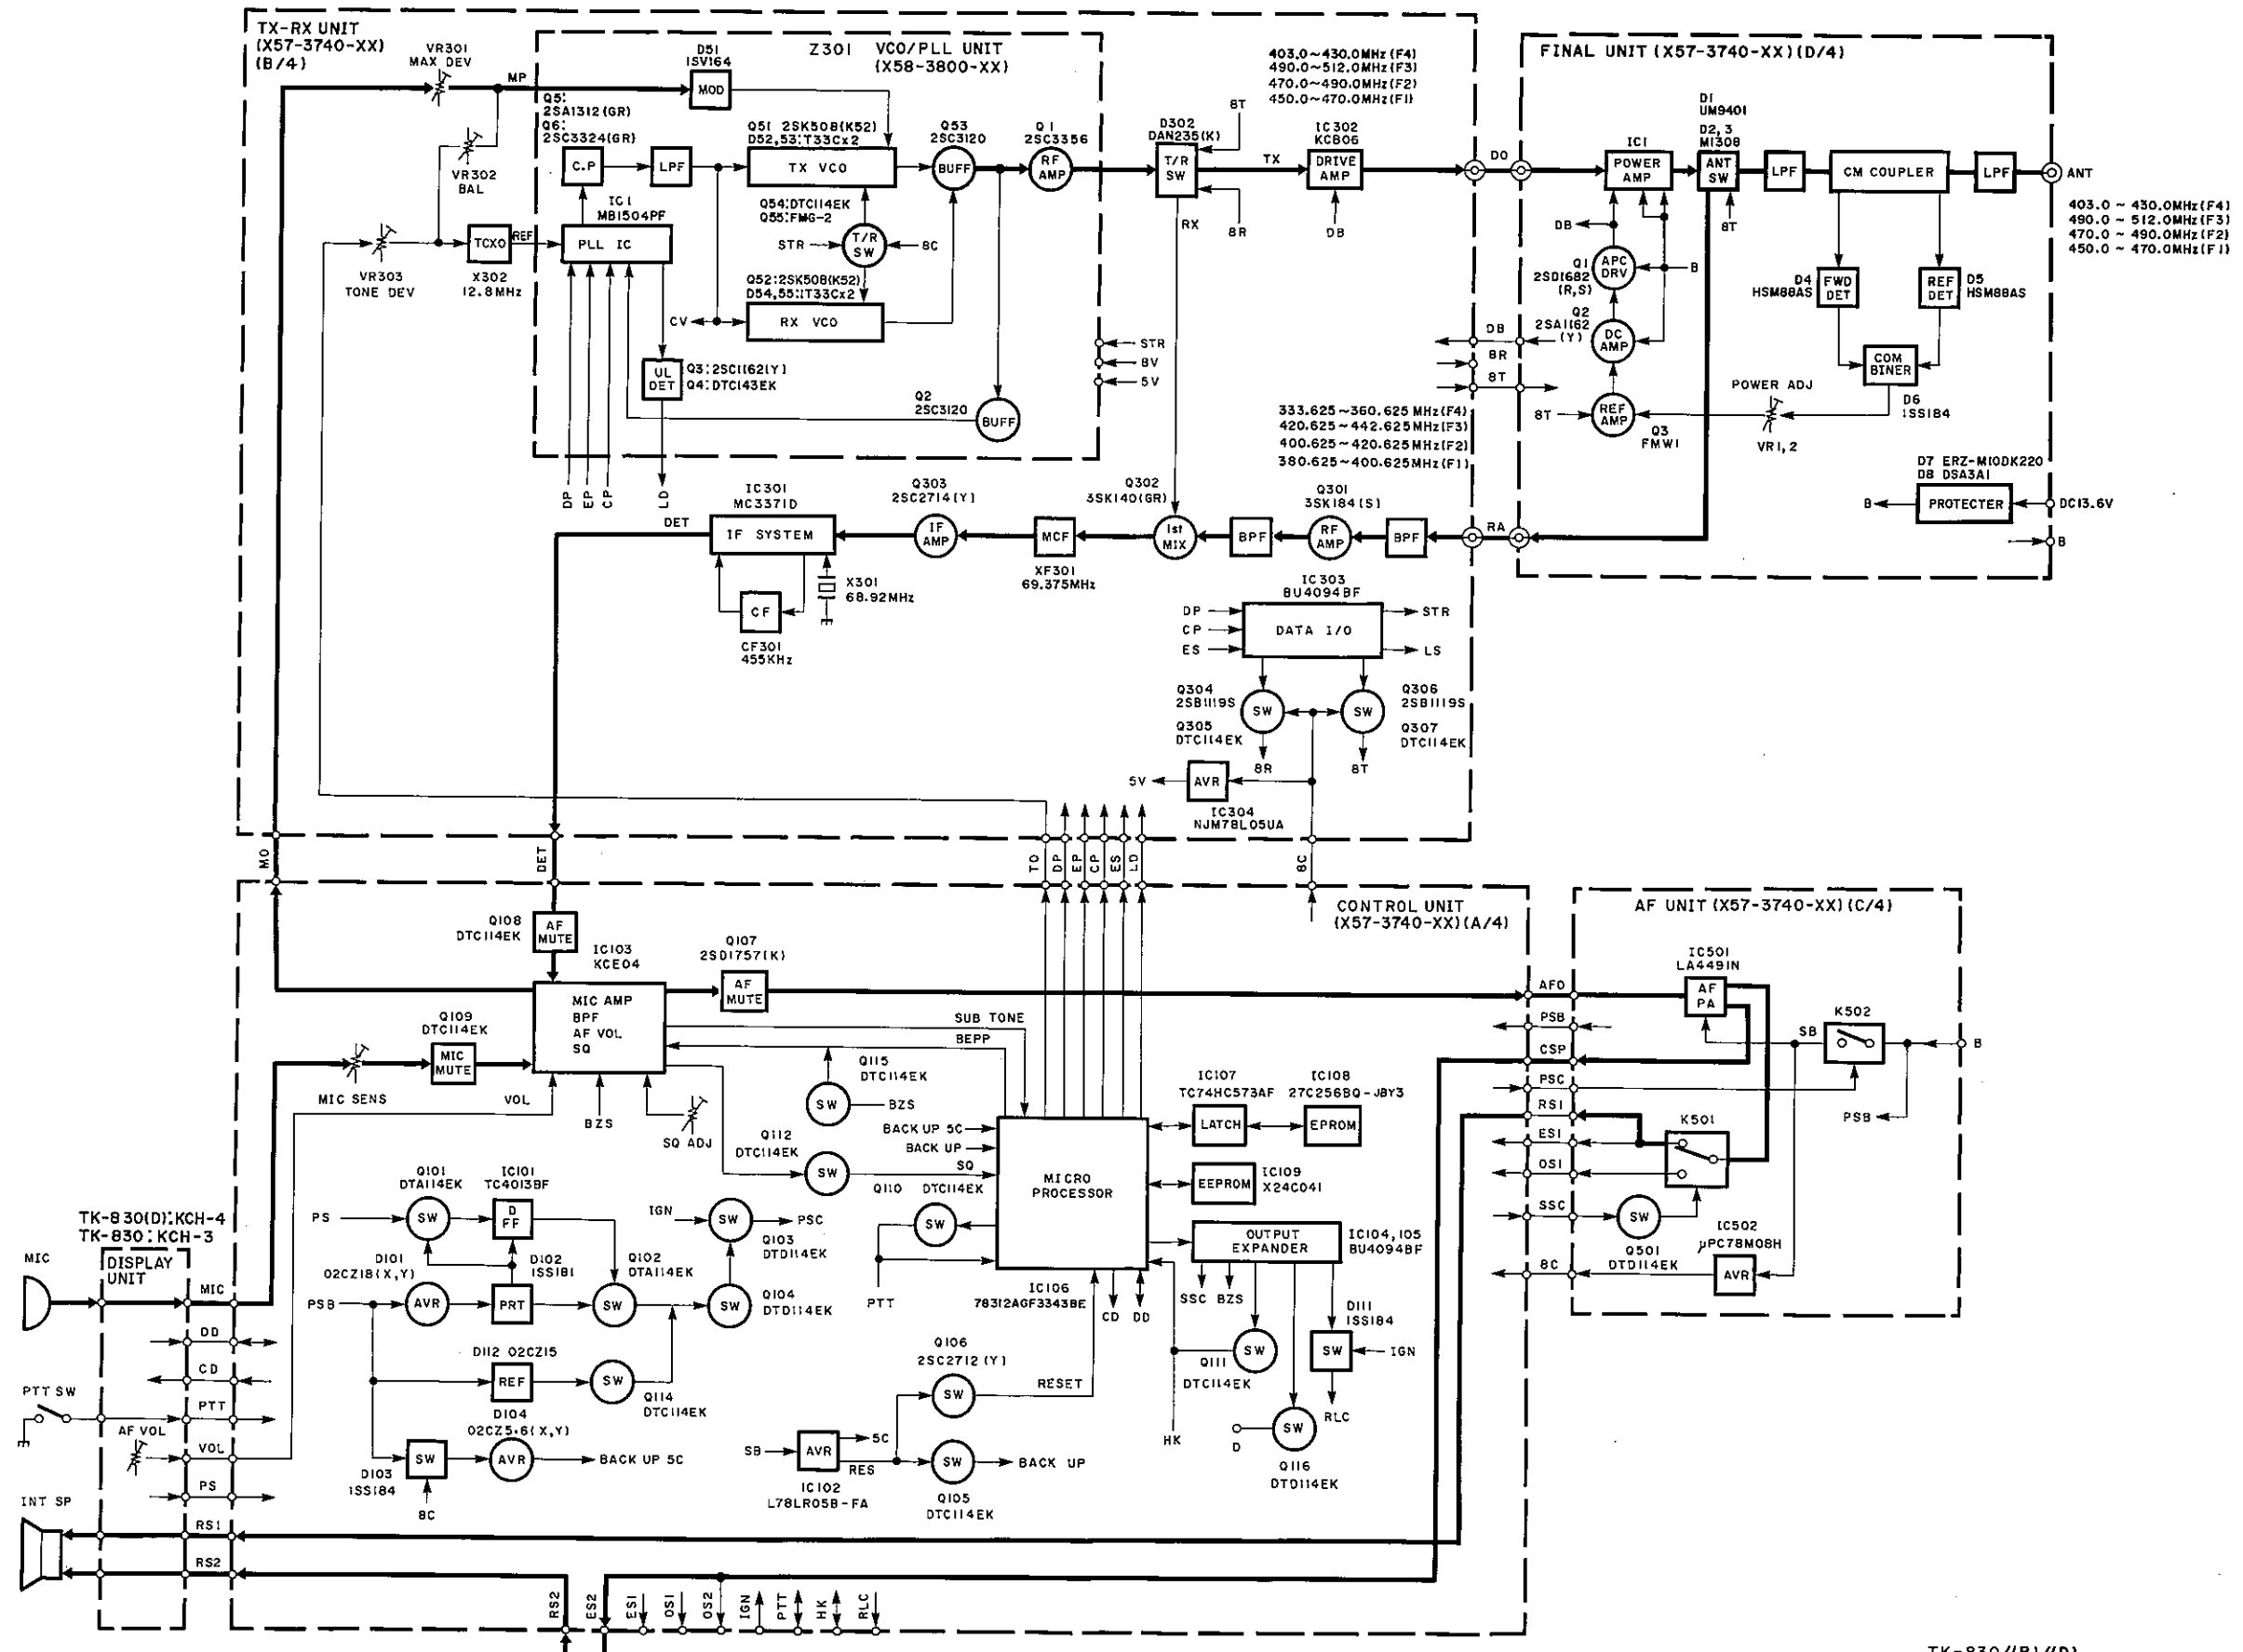 TX-RX UNIT
(X57-3740-XX)
(B/4)
VR301
MAX DEV
MP
D51
1SV164
MOD
Z301 VCO/PLL UNIT
(X58-3800-XX)
Q5:
2SA1312(GR)
Q6:
2SC3324(GR)
C.P
LPF
Q51 2SK508(K52)
D52,53:T33Cx2
TX VCO
Q53
2SC3120
BUFF
Q1
2SC3356
RF
AMP
VR302
BAL
IC1
MB1504PF
PLL IC
Q54:DTC114EK
Q55:FMG-2
STR
T/R
SW
8C
TCXO
REF
X302
12.8MHz
VR303
TONE DEV
Q52:2SK508(K52)
D54,55:T33Cx2
CV
RX VCO
UL
DET
Q3:2SC1162(Y)
Q4:DTC143EK
Q2
2SC3120
BUFF
STR
8V
5V
DP
EP
CP
LD
403.0~430.0MHz(F4)
490.0~512.0MHz(F3)
470.0~490.0MHz(F2)
450.0~470.0MHz(F1)
8T
D302
DAN235(K)
T/R
SW
TX
RX
8R
IC302
KCB06
DRIVE
AMP
DB
DO
FINAL UNIT (X57-3740-XX)(D/4)
IC1
POWER
AMP
D1
UM9401
D2,3
MI308
ANT
SW
8T
LPF
CM COUPLER
LPF
ANT
403.0 ~ 430.0MHz(F4)
490.0 ~ 512.0MHz(F3)
470.0 ~ 490.0MHz(F2)
450.0 ~ 470.0MHz(F1)
DB
Q1
2SD1682
(R,S)
APC
DRV
B
Q2
2SA1162
(Y)
DC
AMP
D4
HSM88AS
FWD
DET
REF
DET
D5
HSM88AS
COM
BINER
D6
1SS184
POWER ADJ
VR1,2
8T
REF
AMP
Q3
FMW1
D7 ERZ-M10DK220
D8 DSA3A1
B
PROTECTER
DC13.6V
B
DB
8R
8T
333.625~360.625MHz(F4)
420.625~442.625MHz(F3)
400.625~420.625MHz(F2)
380.625~400.625MHz(F1)
DET
IC301
MC3371D
IF SYSTEM
Q303
2SC2714(Y)
IF
AMP
MCF
XF301
69.375MHz
Q302
3SK140(GR)
1st
MIX
BPF
Q301
3SK184(S)
RF
AMP
BPF
RA
CF
CF301
455KHz
X301
68.92MHz
IC303
BU4094BF
DP
CP
ES
DATA I/O
STR
LS
Q304
2SB1119S
Q305
DTC114EK
SW
SW
Q306
2SB1119S
Q307
DTC114EK
8R
8T
5V
AVR
IC304
NJM78L05UA
MO
DET
TO
DP
EP
CP
ES
LD
8C
CONTROL UNIT
(X57-3740-XX)(A/4)
AF UNIT (X57-3740-XX)(C/4)
Q108
DTC114EK
AF
MUTE
IC103
KCE04
MIC AMP
BPF
AF VOL
SQ
Q107
2SD1757(K)
AF
MUTE
Q109
DTC114EK
MIC
MUTE
MIC SENS
VOL
BZS
SQ ADJ
SUB TONE
BEPP
Q115
DTC114EK
SW
BZS
Q112
DTC114EK
SW
BACK UP 5C
BACK UP
SQ
Q110 DTC114EK
SW
PTT
MICRO
PROCESSOR
IC106
78312AGF3343BE
IC107
TC74HC573AF
LATCH
IC108
27C256BQ-JBY3
EPROM
EEPROM
IC109
X24C041
OUTPUT
EXPANDER
IC104,105
BU4094BF
SSC
BZS
CD
DD
D111
1SS184
SW
IGN
RLC
Q111
DTC114EK
SW
HK
D
SW
Q116
DTD114EK
AFO
PSB
CSP
PSC
RS1
ES1
OS1
SSC
8C
IC501
LA4491N
AF
PA
SB
K502
B
PSB
K501
SW
Q501
DTD114EK
IC502
μPC78M08H
AVR
Q101
DTA114EK
PS
SW
IC101
TC4013BF
D
FF
D101
02CZ18(X,Y)
PSB
AVR
D102
1SS181
PRT
Q102
DTA114EK
SW
IGN
SW
PSC
Q103
DTD114EK
SW
Q104
DTD114EK
D112 02CZ15
REF
SW
Q114
DTC114EK
D104
02CZ5.6(X,Y)
D103
1SS184
SW
AVR
BACK UP 5C
8C
Q106
2SC2712(Y)
SW
RESET
SB
AVR
5C
RES
IC102
L78LR05B-FA
SW
BACK UP
Q105
DTC114EK
TK-830(D):KCH-4
TK-830:KCH-3
MIC
DISPLAY
UNIT
MIC
DD
CD
PTT SW
PTT
AF VOL
VOL
PS
INT SP
RS1
RS2
RS2
ES2
ES1
OS1
OS2
IGN
PTT
HK
RLC